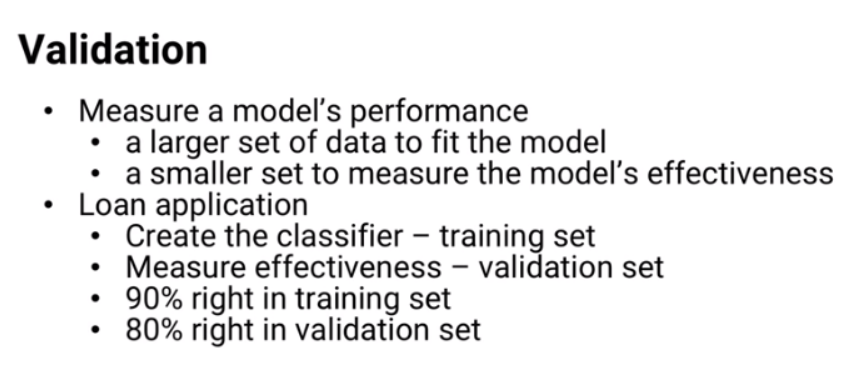 Validation
• Measure a model's performance
• a larger set of data to fit the model
• a smaller set to measure the model's effectiveness
• Loan application
• Create the classifier – training set
• Measure effectiveness – validation set
• 90% right in training set
• 80% right in validation set